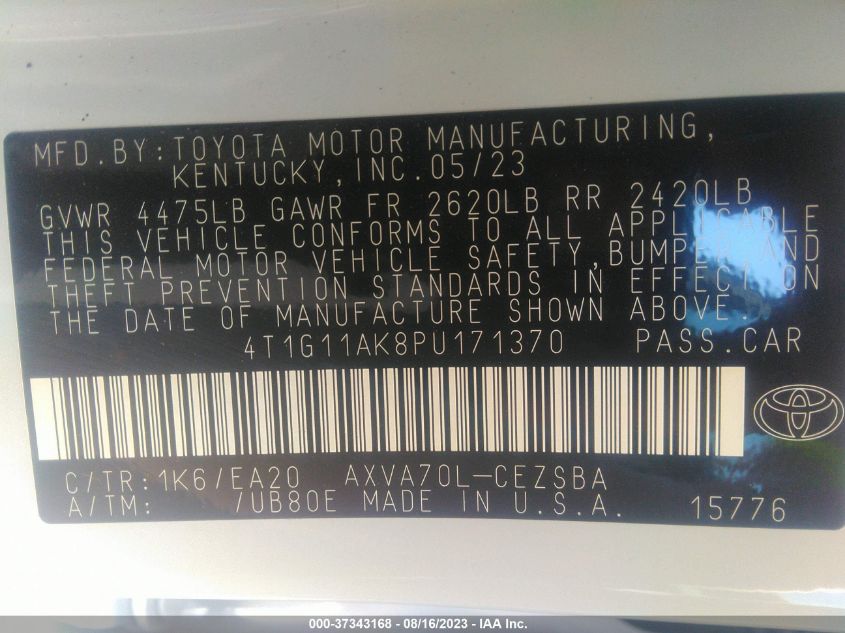 MFD.BY:TOYOTA MOTOR MANUFACTURING,
KENTUCKY,INC.05/23
GVWR 4475LB GAWR FR 2620LB RR 2420LB
THIS VEHICLE CONFORMS TO ALL APPLICABLE
FEDERAL MOTOR VEHICLE SAFETY,BUMPER AND
THEFT PREVENTION STANDARDS IN EFFECT ON
THE DATE OF MANUFACTURE SHOWN ABOVE.
4T1G11AK8PU171370 PASS.CAR
C/TR:1K6/EA20 AXVA70L-CEZSBA
A/TM: /UB80E MADE IN U.S.A. 15776
000-37343168 - 08/16/2023 - IAA Inc.